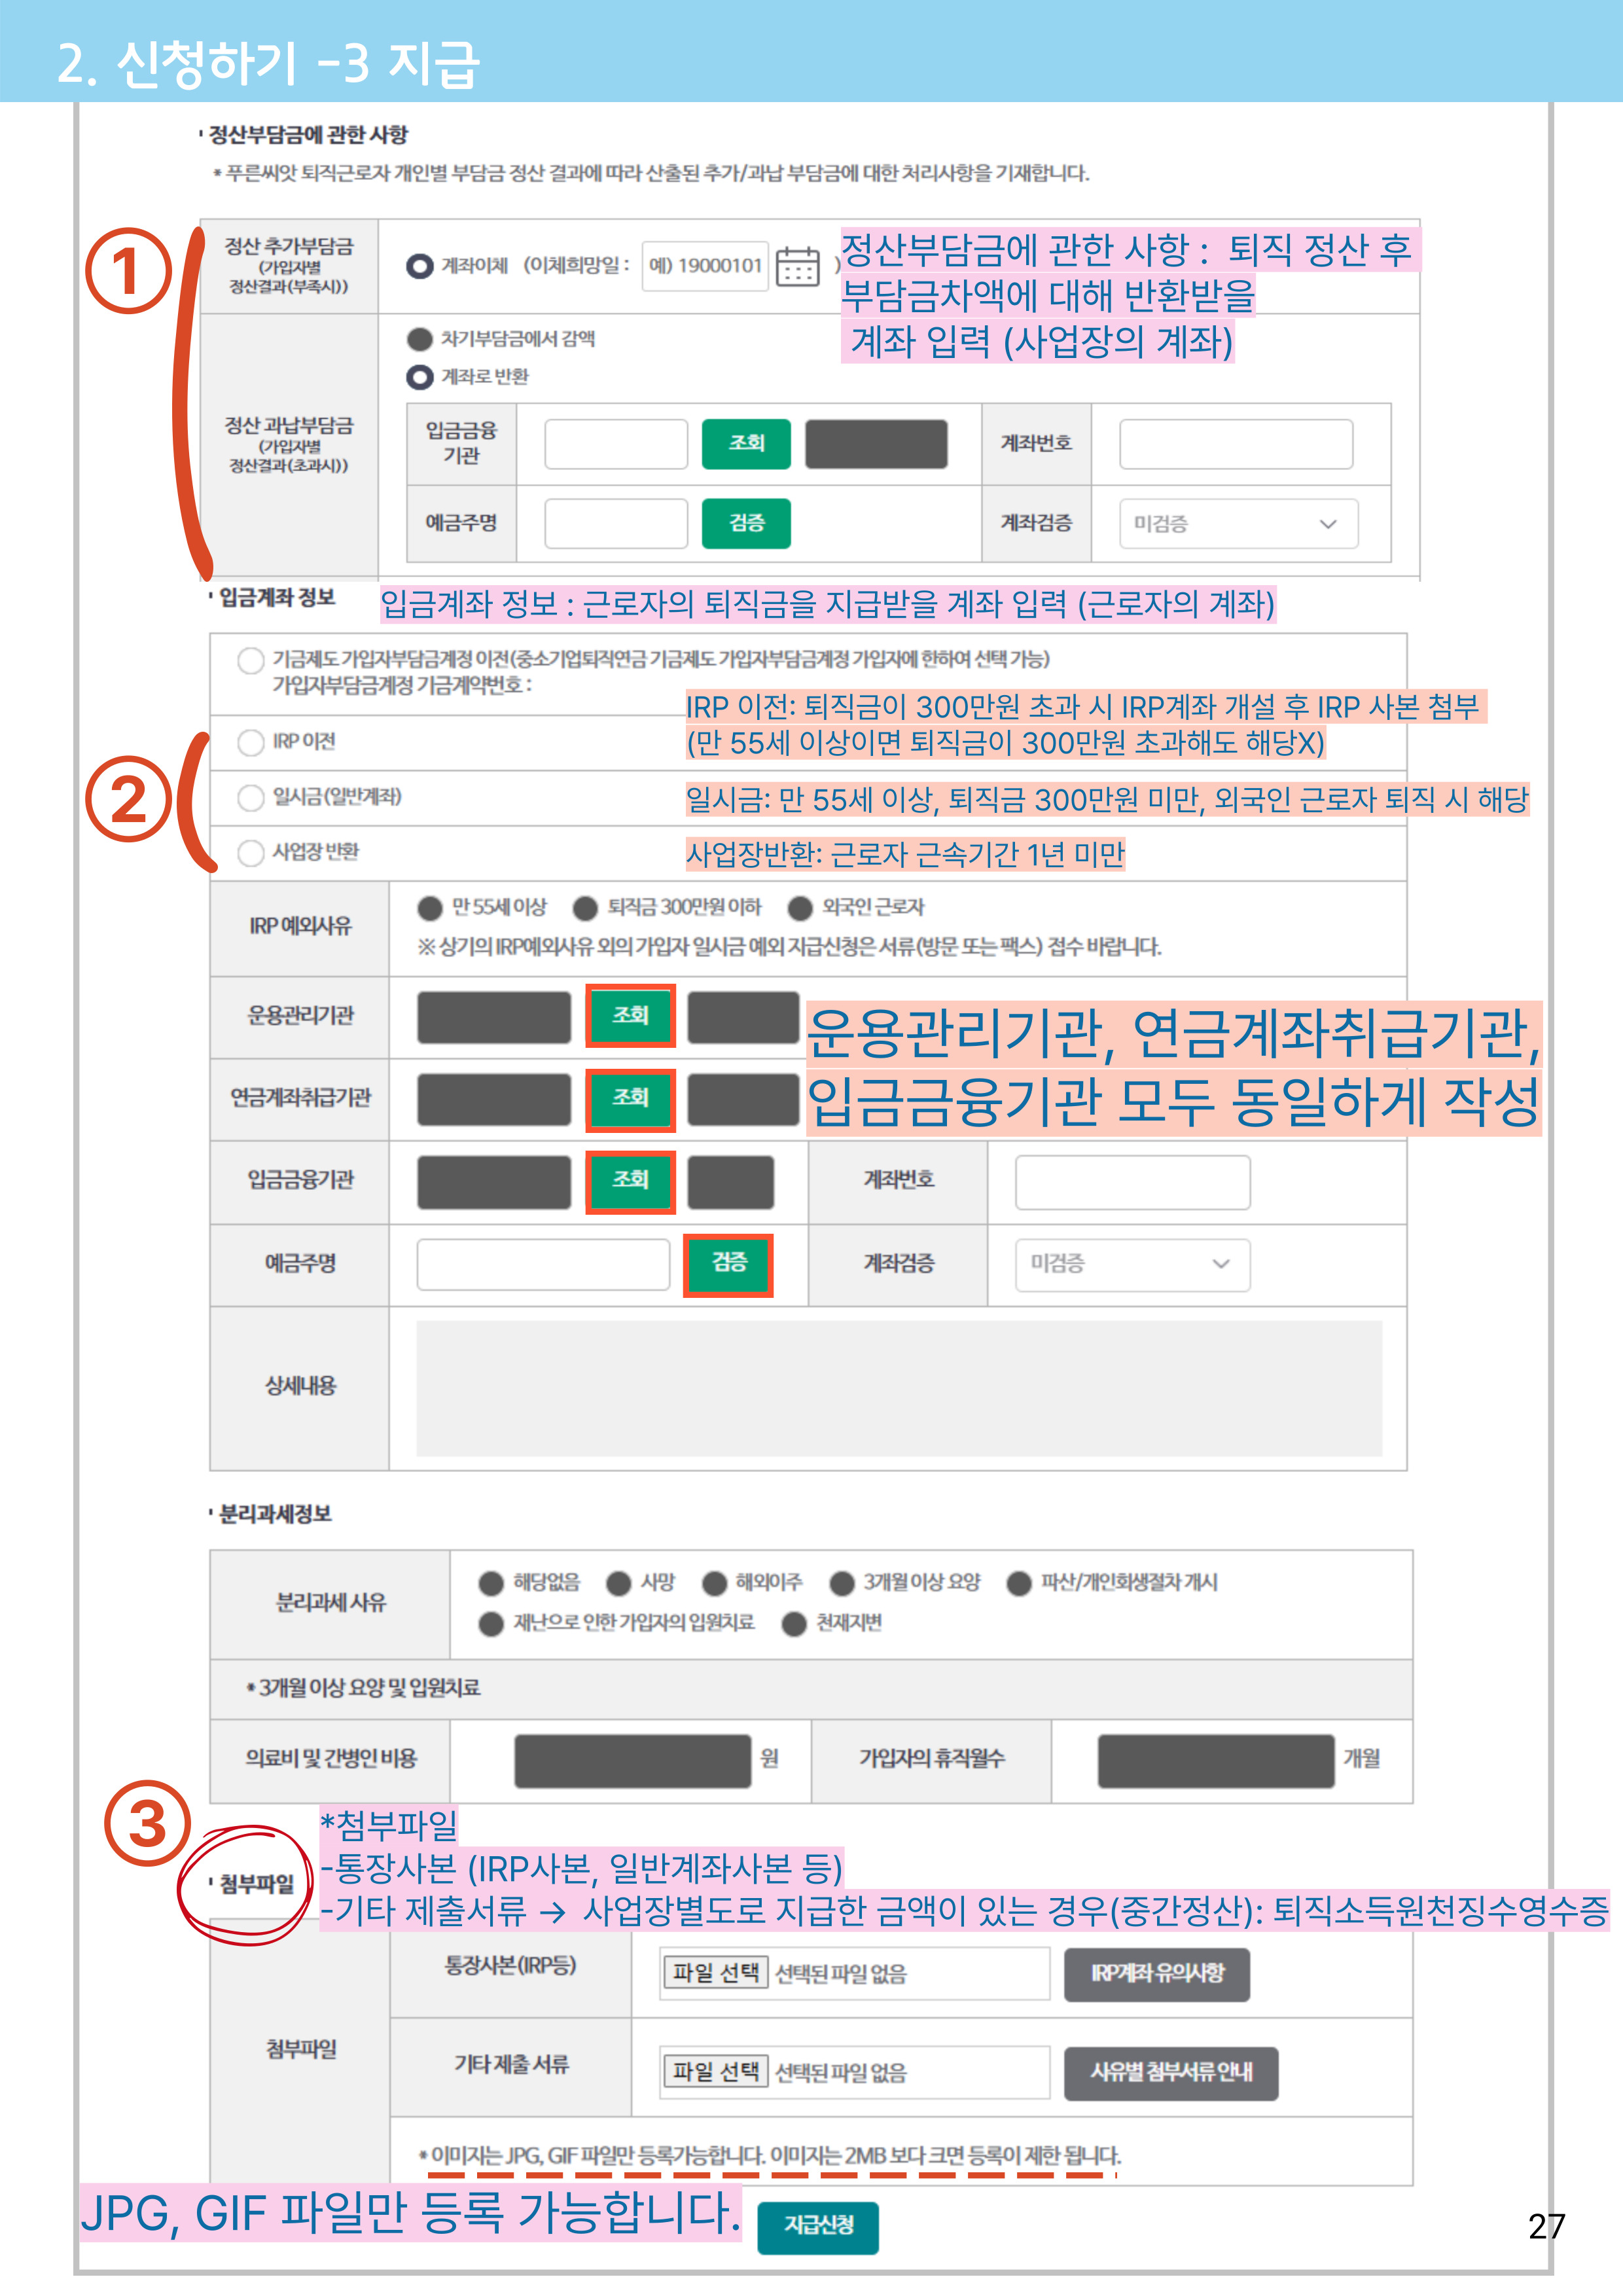 2. 신청하기 -3 지급
정산부담금에 관한 사항
* 푸른씨앗 퇴직근로자 개인별 부담금 정산 결과에 따라 산출된 추가/과납 부담금에 대한 처리사항을 기재합니다.
①
정산 추가부담금
(가입자별
정산결과(부족시))
계좌이체 (이체희망일 : 예) 19000101 )
정산부담금에 관한 사항 : 퇴직 정산 후
부담금차액에 대해 반환받을
계좌 입력 (사업장의 계좌)
정산 과납부담금
(가입자별
정산결과(초과시))
차기부담금에서 감액
계좌로 반환
입금금융
기관
조회
계좌번호
예금주명
검증
계좌검증
미검증
입금계좌 정보
입금계좌 정보 : 근로자의 퇴직금을 지급받을 계좌 입력 (근로자의 계좌)
기금제도 가입자부담금계정 이전(중소기업퇴직연금 기금제도 가입자부담금계정 가입자에 한하여 선택 가능)
가입자부담금계정 기금계약번호 :
②
IRP 이전
IRP 이전: 퇴직금이 300만원 초과 시 IRP계좌 개설 후 IRP 사본 첨부
(만 55세 이상이면 퇴직금이 300만원 초과해도 해당X)
일시금(일반계좌)
일시금: 만 55세 이상, 퇴직금 300만원 미만, 외국인 근로자 퇴직 시 해당
사업장 반환
사업장반환: 근로자 근속기간 1년 미만
IRP 예외사유
만 55세 이상 퇴직금 300만원 이하 외국인 근로자
※ 상기의 IRP예외사유 외의 가입자 일시금 예외 지급신청은 서류(방문 또는 팩스) 접수 바랍니다.
운용관리기관
조회
운용관리기관, 연금계좌취급기관,
입금금융기관 모두 동일하게 작성
연금계좌취급기관
조회
입금금융기관
조회
계좌번호
예금주명
검증
계좌검증
미검증
상세내용
분리과세정보
분리과세 사유
해당없음 사망 해외이주 3개월 이상 요양 파산/개인회생절차 개시
재난으로 인한 가입자의 입원치료 천재지변
* 3개월 이상 요양 및 입원치료
의료비 및 간병인 비용
원
가입자의 휴직월수
개월
③
*첨부파일
-통장사본 (IRP사본, 일반계좌사본 등)
-기타 제출서류 → 사업장별도로 지급한 금액이 있는 경우(중간정산): 퇴직소득원천징수영수증
첨부파일
첨부파일
통장사본(IRP등)
파일 선택 선택된 파일 없음
IRP계좌 유의사항
기타 제출 서류
파일 선택 선택된 파일 없음
사유별 첨부서류 안내
* 이미지는 JPG, GIF 파일만 등록가능합니다. 이미지는 2MB 보다 크면 등록이 제한 됩니다.
JPG, GIF 파일만 등록 가능합니다.
지급신청
27